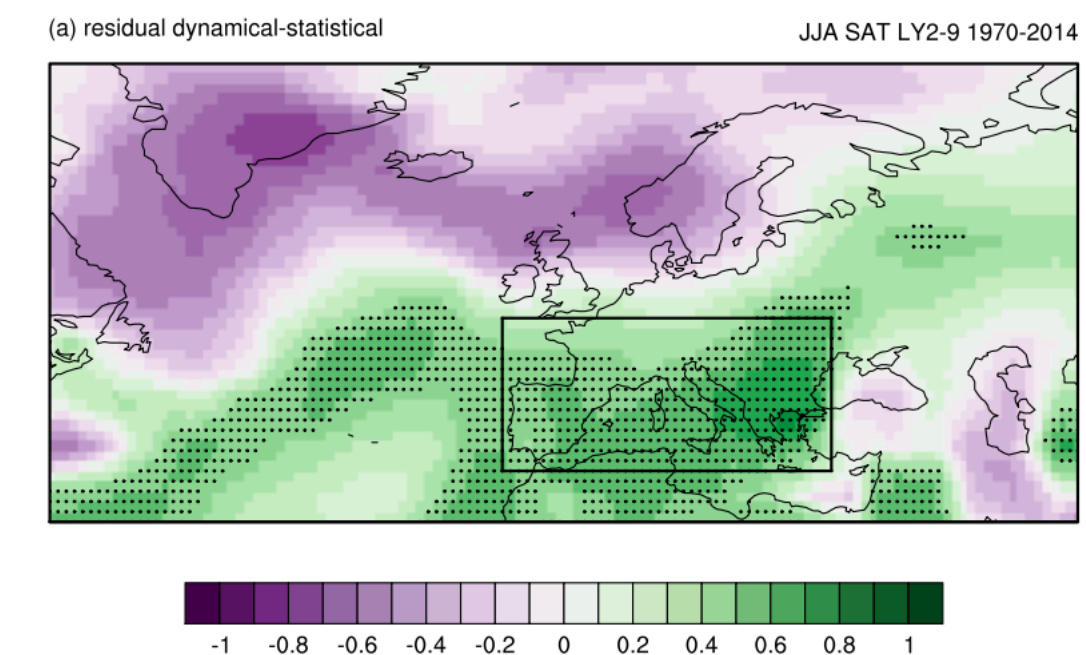 (a) residual dynamical-statistical
JJA SAT LY2-9 1970-2014
-1 -0.8 -0.6 -0.4 -0.2 0 0.2 0.4 0.6 0.8 1